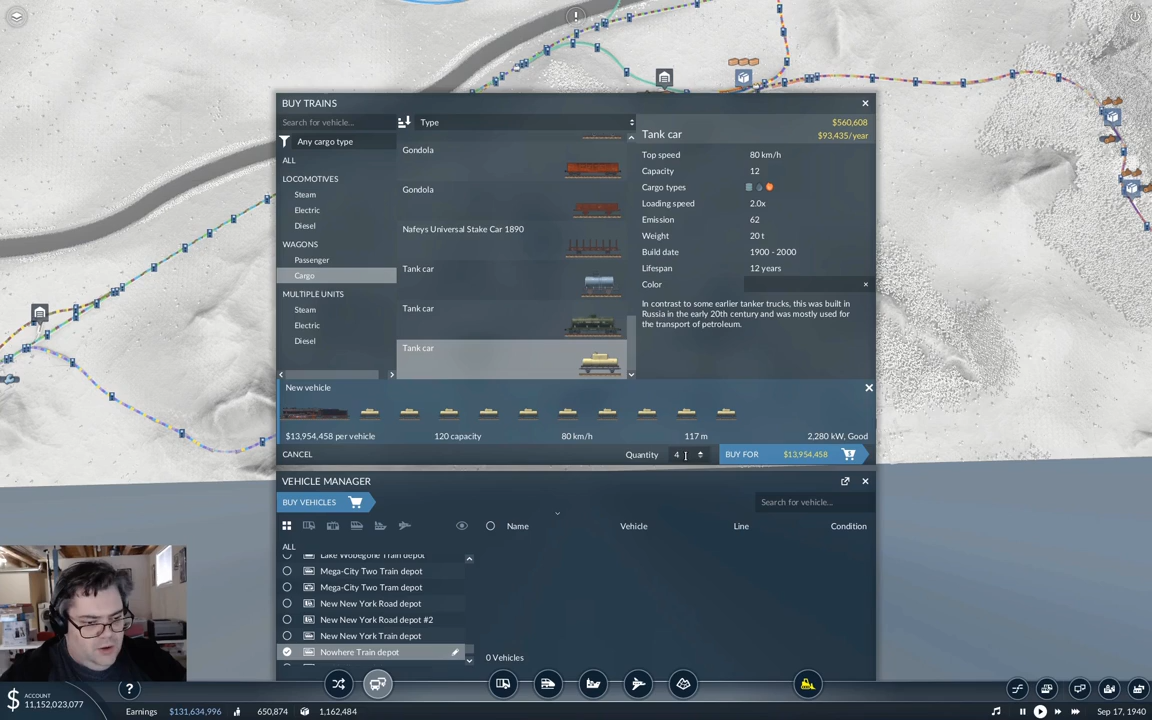 BUY TRAINS
Search for vehicle...
Type
Any cargo type
ALL
LOCOMOTIVES
Steam
Electric
Diesel
WAGONS
Passenger
Cargo
MULTIPLE UNITS
Steam
Electric
Diesel
Gondola
Gondola
Nafeys Universal Stake Car 1890
Tank car
Tank car
Tank car
$560,608
Tank car
$93,435/year
Top speed 80 km/h
Capacity 12
Cargo types
Loading speed 2.0x
Emission 62
Weight 20 t
Build date 1900 - 2000
Lifespan 12 years
Color
In contrast to some earlier tanker trucks, this was built in
Russia in the early 20th century and was mostly used for
the transport of petroleum.
New vehicle
$13,954,458 per vehicle 120 capacity 80 km/h 117 m 2,280 kW, Good
CANCEL Quantity 4 BUY FOR $13,954,458
VEHICLE MANAGER
BUY VEHICLES
Search for vehicle...
Name Vehicle Line Condition
ALL
Lake Wobegone Train depot
Mega-City Two Train depot
Mega-City Two Tram depot
New New York Road depot
New New York Road depot #2
New New York Train depot
Nowhere Train depot
0 Vehicles
$ ACCOUNT
11,152,023,077
?
Earnings $131,634,996 650,874 1,162,484
Sep 17, 1940